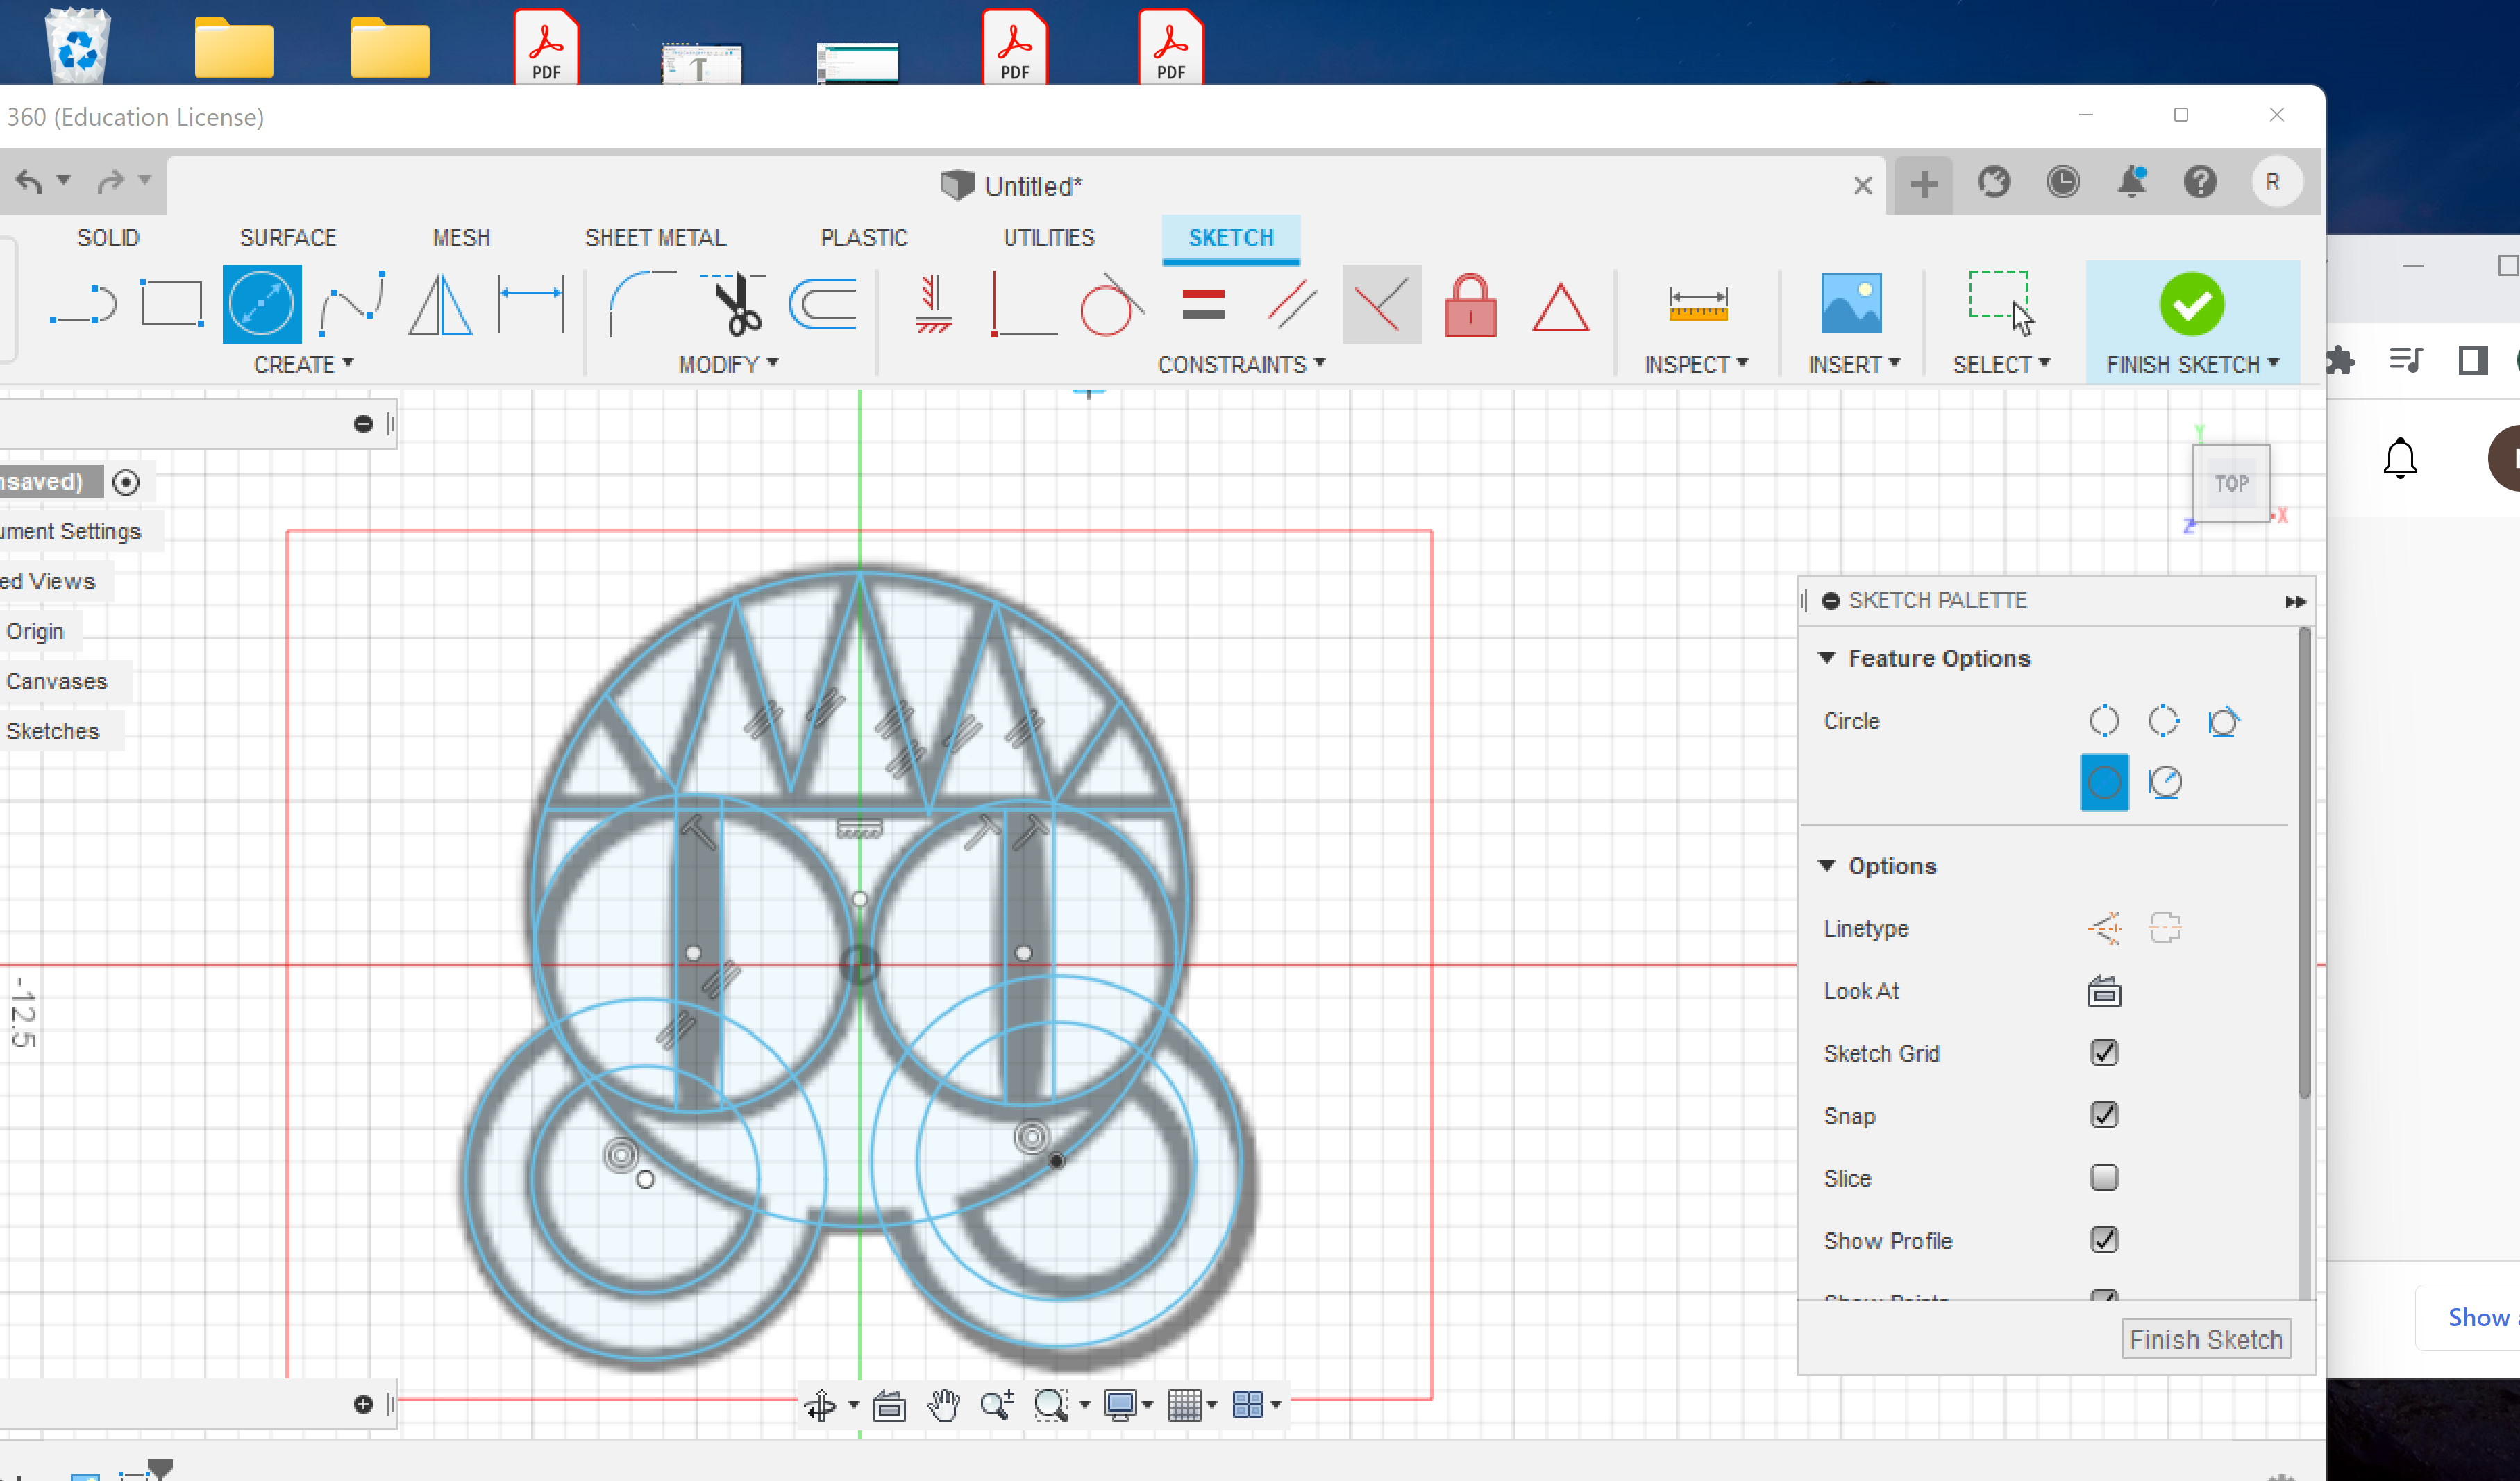 PDF
PDF
PDF
360 (Education License)
Untitled*
R
SOLID
SURFACE
MESH
SHEET METAL
PLASTIC
UTILITIES
SKETCH
CREATE
MODIFY
CONSTRAINTS
INSPECT
INSERT
SELECT
FINISH SKETCH
nsaved)
ument Settings
ed Views
Origin
Canvases
Sketches
-12.5
Y
TOP
X
Z
SKETCH PALETTE
Feature Options
Circle
Options
Linetype
Look At
Sketch Grid
Snap
Slice
Show Profile
Show Points
Finish Sketch
Show